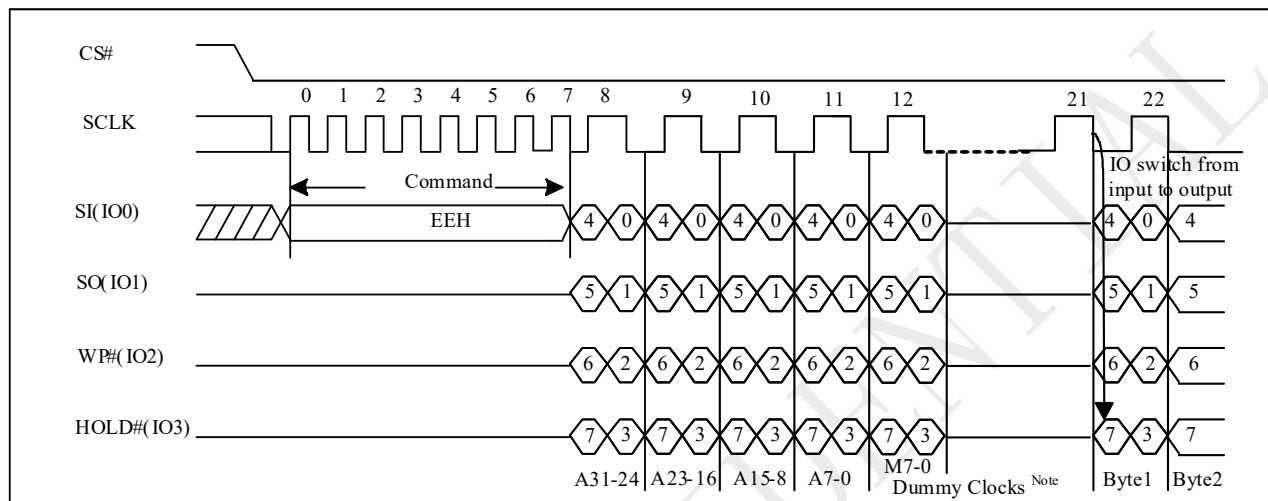 CS#
0 1 2 3 4 5 6 7 8 9 10 11 12 21 22
SCLK
IO switch from
input to output
Command
SI(IO0) EEH 4 0 4 0 4 0 4 0 4 0 4 0 4
SO(IO1) 5 1 5 1 5 1 5 1 5 1 5 1 5
WP#(IO2) 6 2 6 2 6 2 6 2 6 2 6 2 6
HOLD#(IO3) 7 3 7 3 7 3 7 3 7 3 7 3 7
A31-24 A23-16 A15-8 A7-0 M7-0 Dummy Clocks Note Byte1 Byte2
DENTIAL